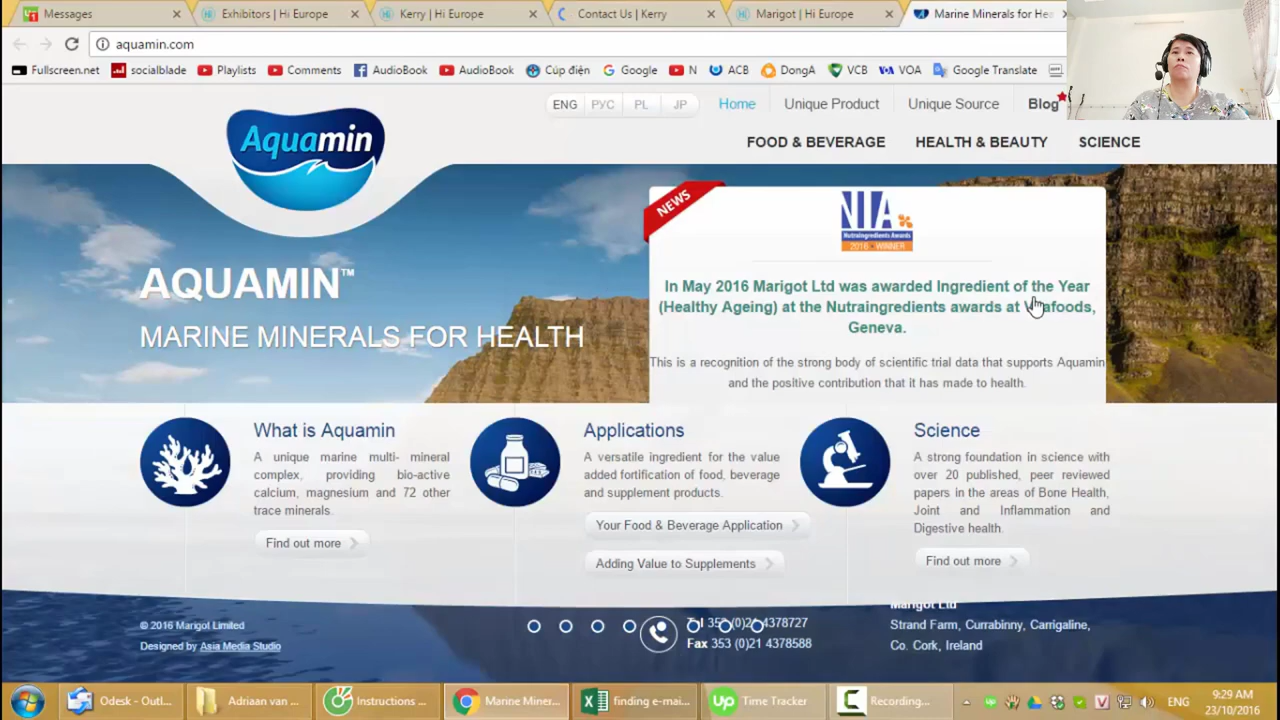 Messages
Exhibitors | Hi Europe
Kerry | Hi Europe
Contact Us | Kerry
Marigot | Hi Europe
Marine Minerals for Hea
aquamin.com
Fullscreen.net
socialblade
Playlists
Comments
AudioBook
AudioBook
Cúp điện
Google
N
ACB
DongA
VCB
VOA
Google Translate
ENG
РУС
PL
JP
Home
Unique Product
Unique Source
Blog
Aquamin
FOOD & BEVERAGE
HEALTH & BEAUTY
SCIENCE
NEWS
NIA
NutraIngredients Awards
2016 WINNER
AQUAMIN™
MARINE MINERALS FOR HEALTH
In May 2016 Marigot Ltd was awarded Ingredient of the Year
(Healthy Ageing) at the Nutraingredients awards at
Geneva.
This is a recognition of the strong body of scientific trial data that supports Aquamin
and the positive contribution that it has made to health.
What is Aquamin
A unique marine multi- mineral
complex, providing bio-active
calcium, magnesium and 72 other
trace minerals.
Find out more
Applications
A versatile ingredient for the value
added fortification of food, beverage
and supplement products.
Your Food & Beverage Application
Adding Value to Supplements
Science
A strong foundation in science with
over 20 published, peer reviewed
papers in the areas of Bone Health,
Joint and Inflammation and
Digestive health.
Find out more
© 2016 Marigot Limited
Designed by Asia Media Studio
353 (0)21 4378727
Fax 353 (0)21 4378588
Marigot Ltd
Strand Farm, Currabinny, Carrigaline,
Co. Cork, Ireland
Odesk - Outl...
Adriaan van ...
Instructions ...
Marine Miner...
finding e-mai...
Up
Time Tracker
Recording...
ENG
9:29 AM
23/10/2016